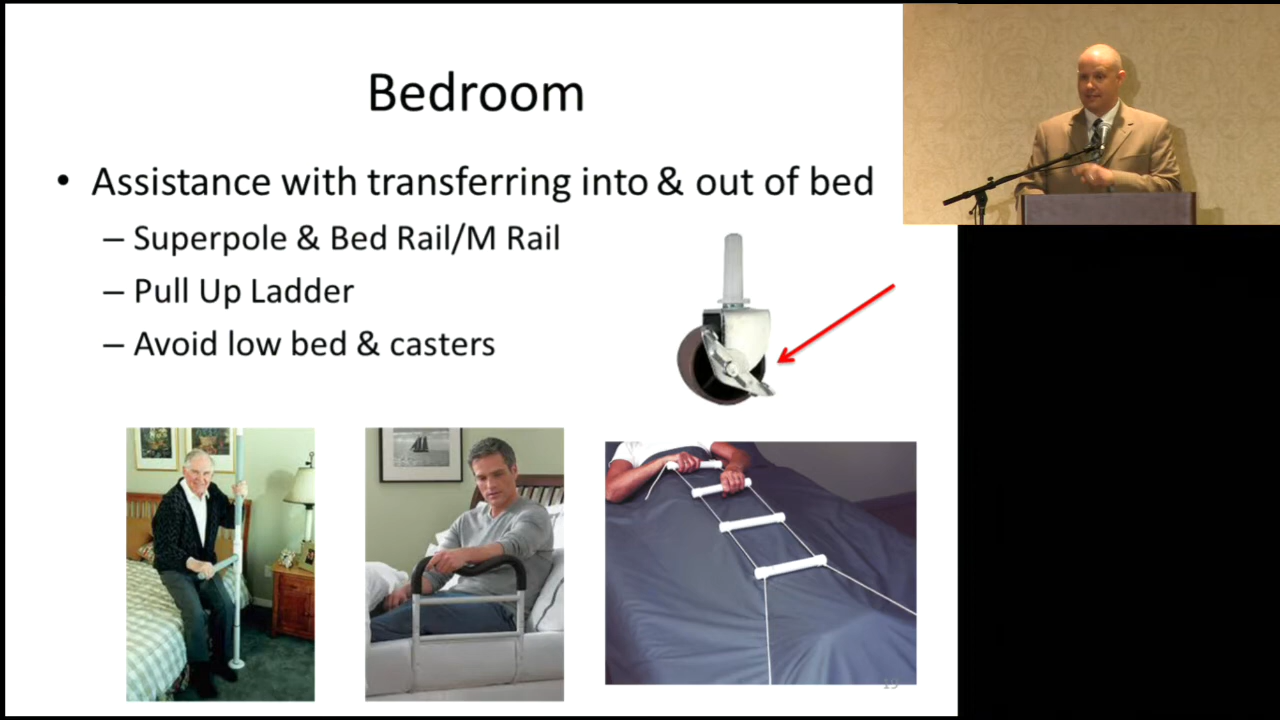 Bedroom
• Assistance with transferring into & out of bed
– Superpole & Bed Rail/M Rail
– Pull Up Ladder
– Avoid low bed & casters